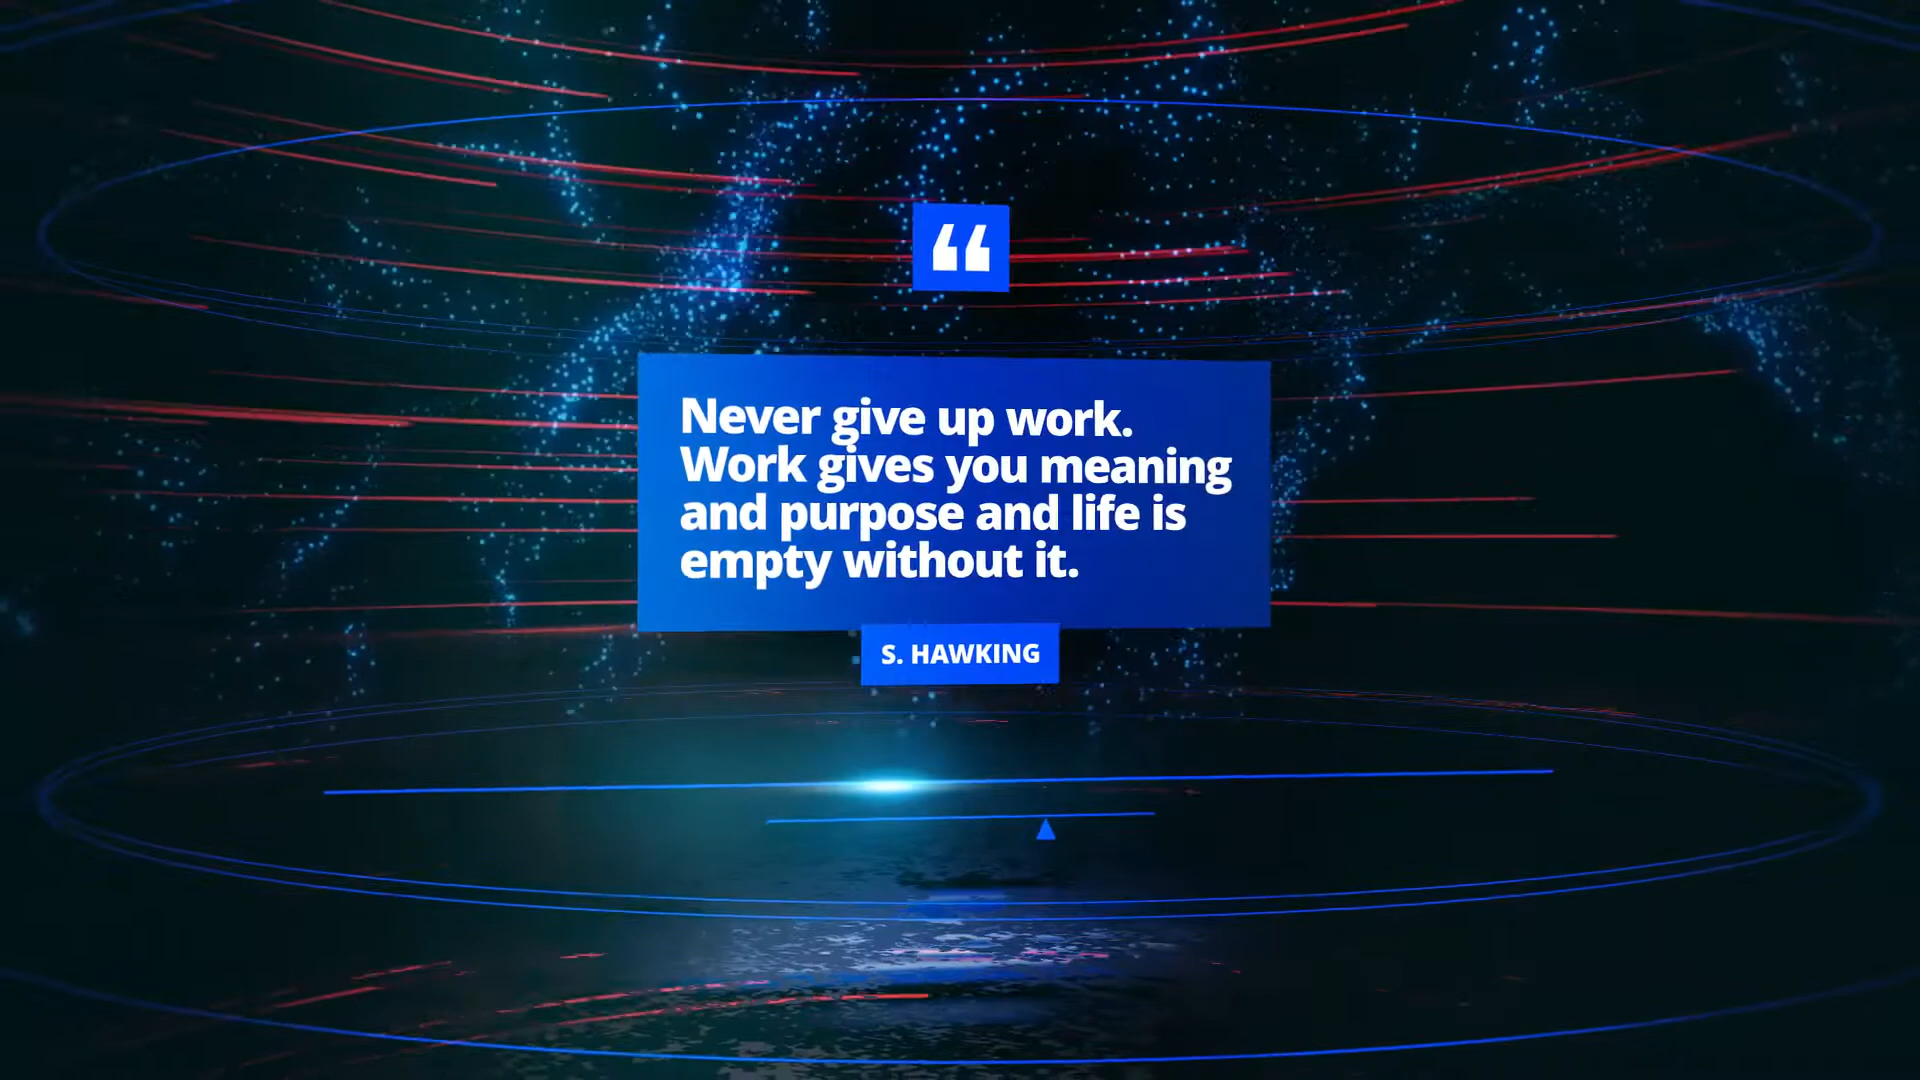 “
Never give up work.
Work gives you meaning
and purpose and life is
empty without it.
S. HAWKING